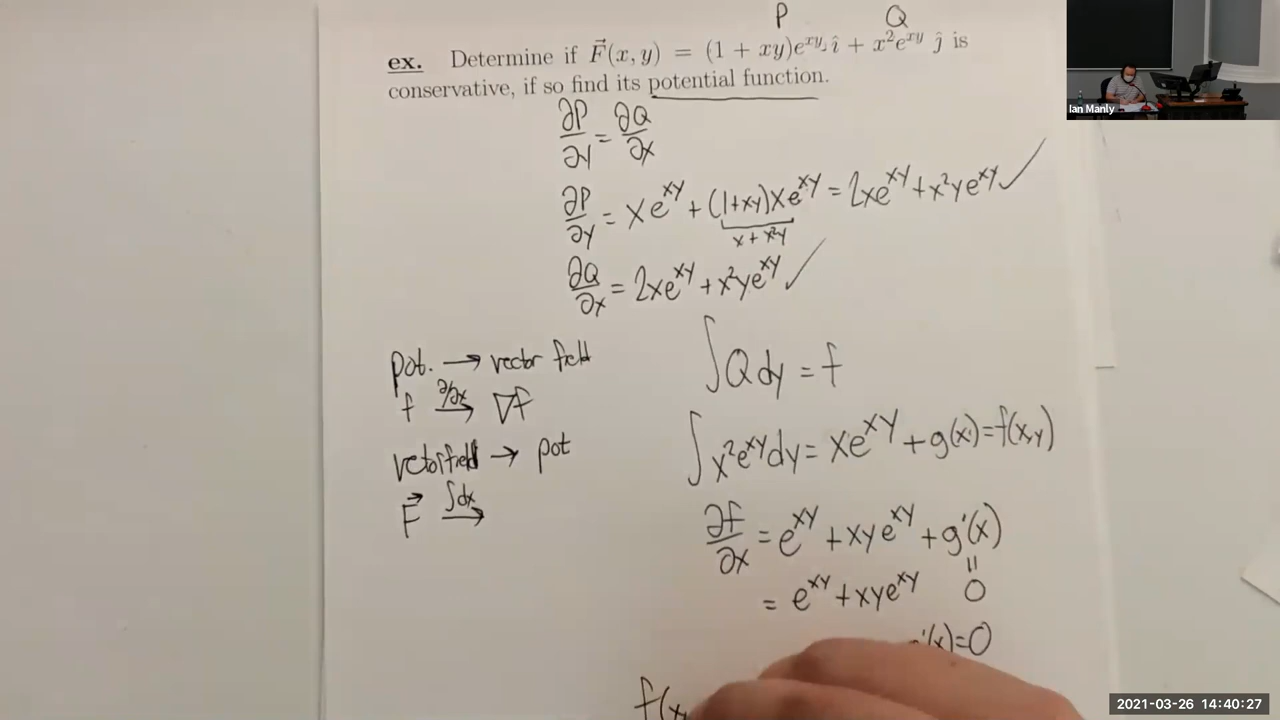 P Q
ex. Determine if F⃗(x, y) = (1 + xy)e^{xy} î + x²e^{xy} ĵ is
conservative, if so find its potential function.
∂P/∂y = ∂Q/∂x
∂P/∂y = xe^{xy} + (1+xy)xe^{xy} = 2xe^{xy} + x²ye^{xy} ✓
x + x²y
∂Q/∂x = 2xe^{xy} + x²ye^{xy} ✓
pot. → vector field
f ∂/∂x → ∇f
vector field → pot
F⃗ ∫dx →
∫Q dy = f
∫x²e^{xy}dy = xe^{xy} + g(x) = f(x,y)
∂f/∂x = e^{xy} + xye^{xy} + g'(x)
= e^{xy} + xye^{xy} = 0
'(x)=0
f(x
Ian Manly
2021-03-26 14:40:27